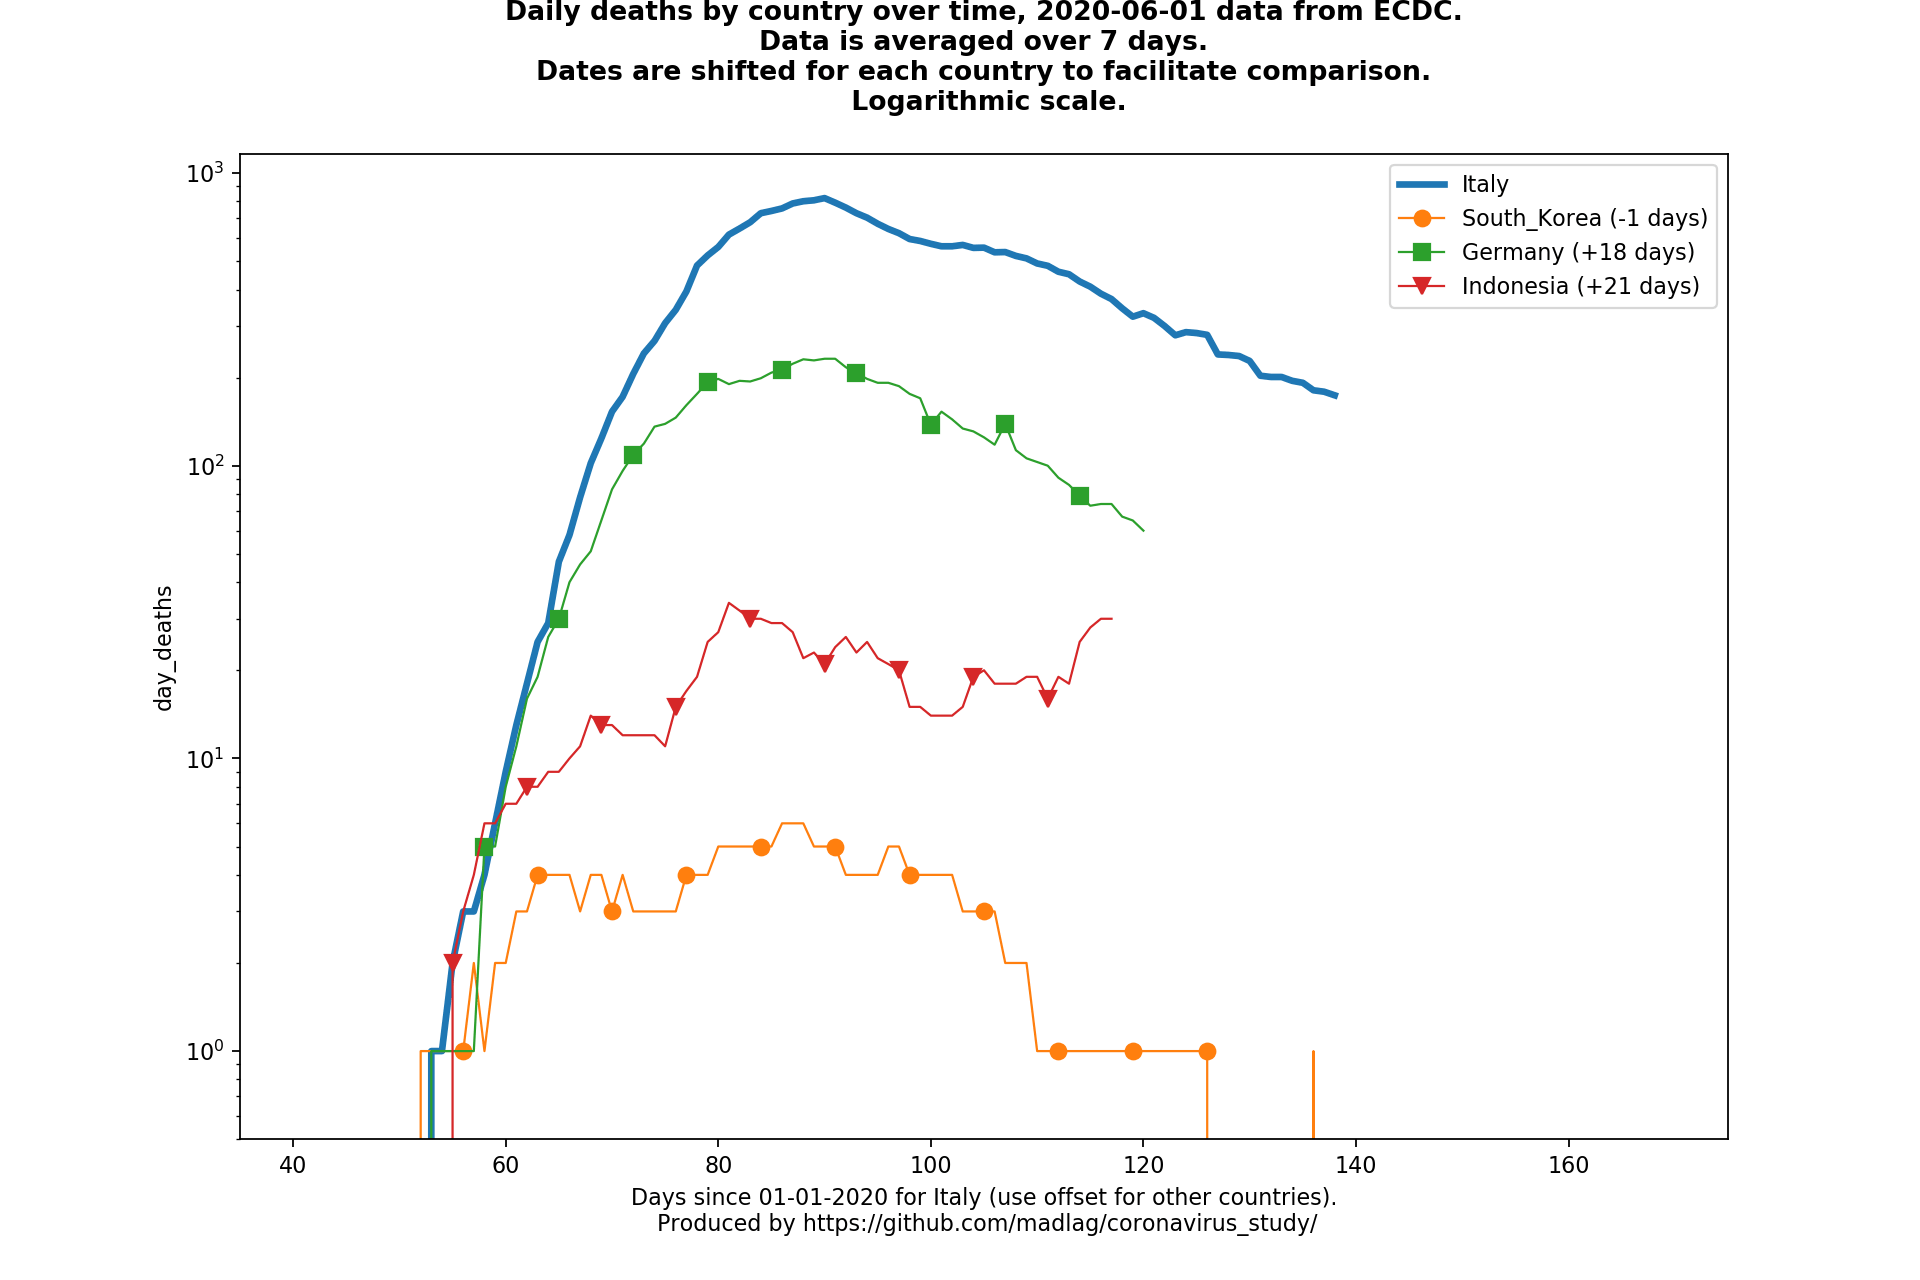 Daily deaths by country over time, 2020-06-01 data from ECDC.
Data is averaged over 7 days.
Dates are shifted for each country to facilitate comparison.
Logarithmic scale.
10³
10²
10¹
10⁰
day_deaths
Italy
South_Korea (-1 days)
Germany (+18 days)
Indonesia (+21 days)
40 60 80 100 120 140 160
Days since 01-01-2020 for Italy (use offset for other countries).
Produced by https://github.com/madlag/coronavirus_study/